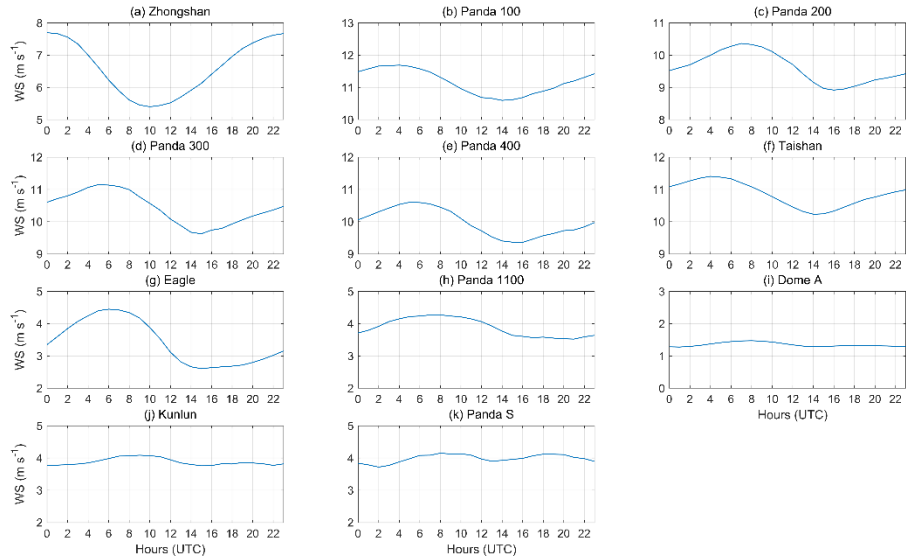 (a) Zhongshan (b) Panda 100 (c) Panda 200
8 13 11
7 12 10
6 11 9
5 10 8
WS (m s⁻¹)
0 2 4 6 8 10 12 14 16 18 20 22 0 2 4 6 8 10 12 14 16 18 20 22 0 2 4 6 8 10 12 14 16 18 20 22
(d) Panda 300 (e) Panda 400 (f) Taishan
12 12 12
11 11 11
10 10 10
9 9 9
WS (m s⁻¹)
0 2 4 6 8 10 12 14 16 18 20 22 0 2 4 6 8 10 12 14 16 18 20 22 0 2 4 6 8 10 12 14 16 18 20 22
(g) Eagle (h) Panda 1100 (i) Dome A
5 5 3
4 4 2
3 3 1
2 2 0
WS (m s⁻¹)
0 2 4 6 8 10 12 14 16 18 20 22 0 2 4 6 8 10 12 14 16 18 20 22 0 2 4 6 8 10 12 14 16 18 20 22
Hours (UTC)
(j) Kunlun (k) Panda S
5 5
4 4
3 3
2 2
WS (m s⁻¹)
0 2 4 6 8 10 12 14 16 18 20 22 0 2 4 6 8 10 12 14 16 18 20 22
Hours (UTC) Hours (UTC)